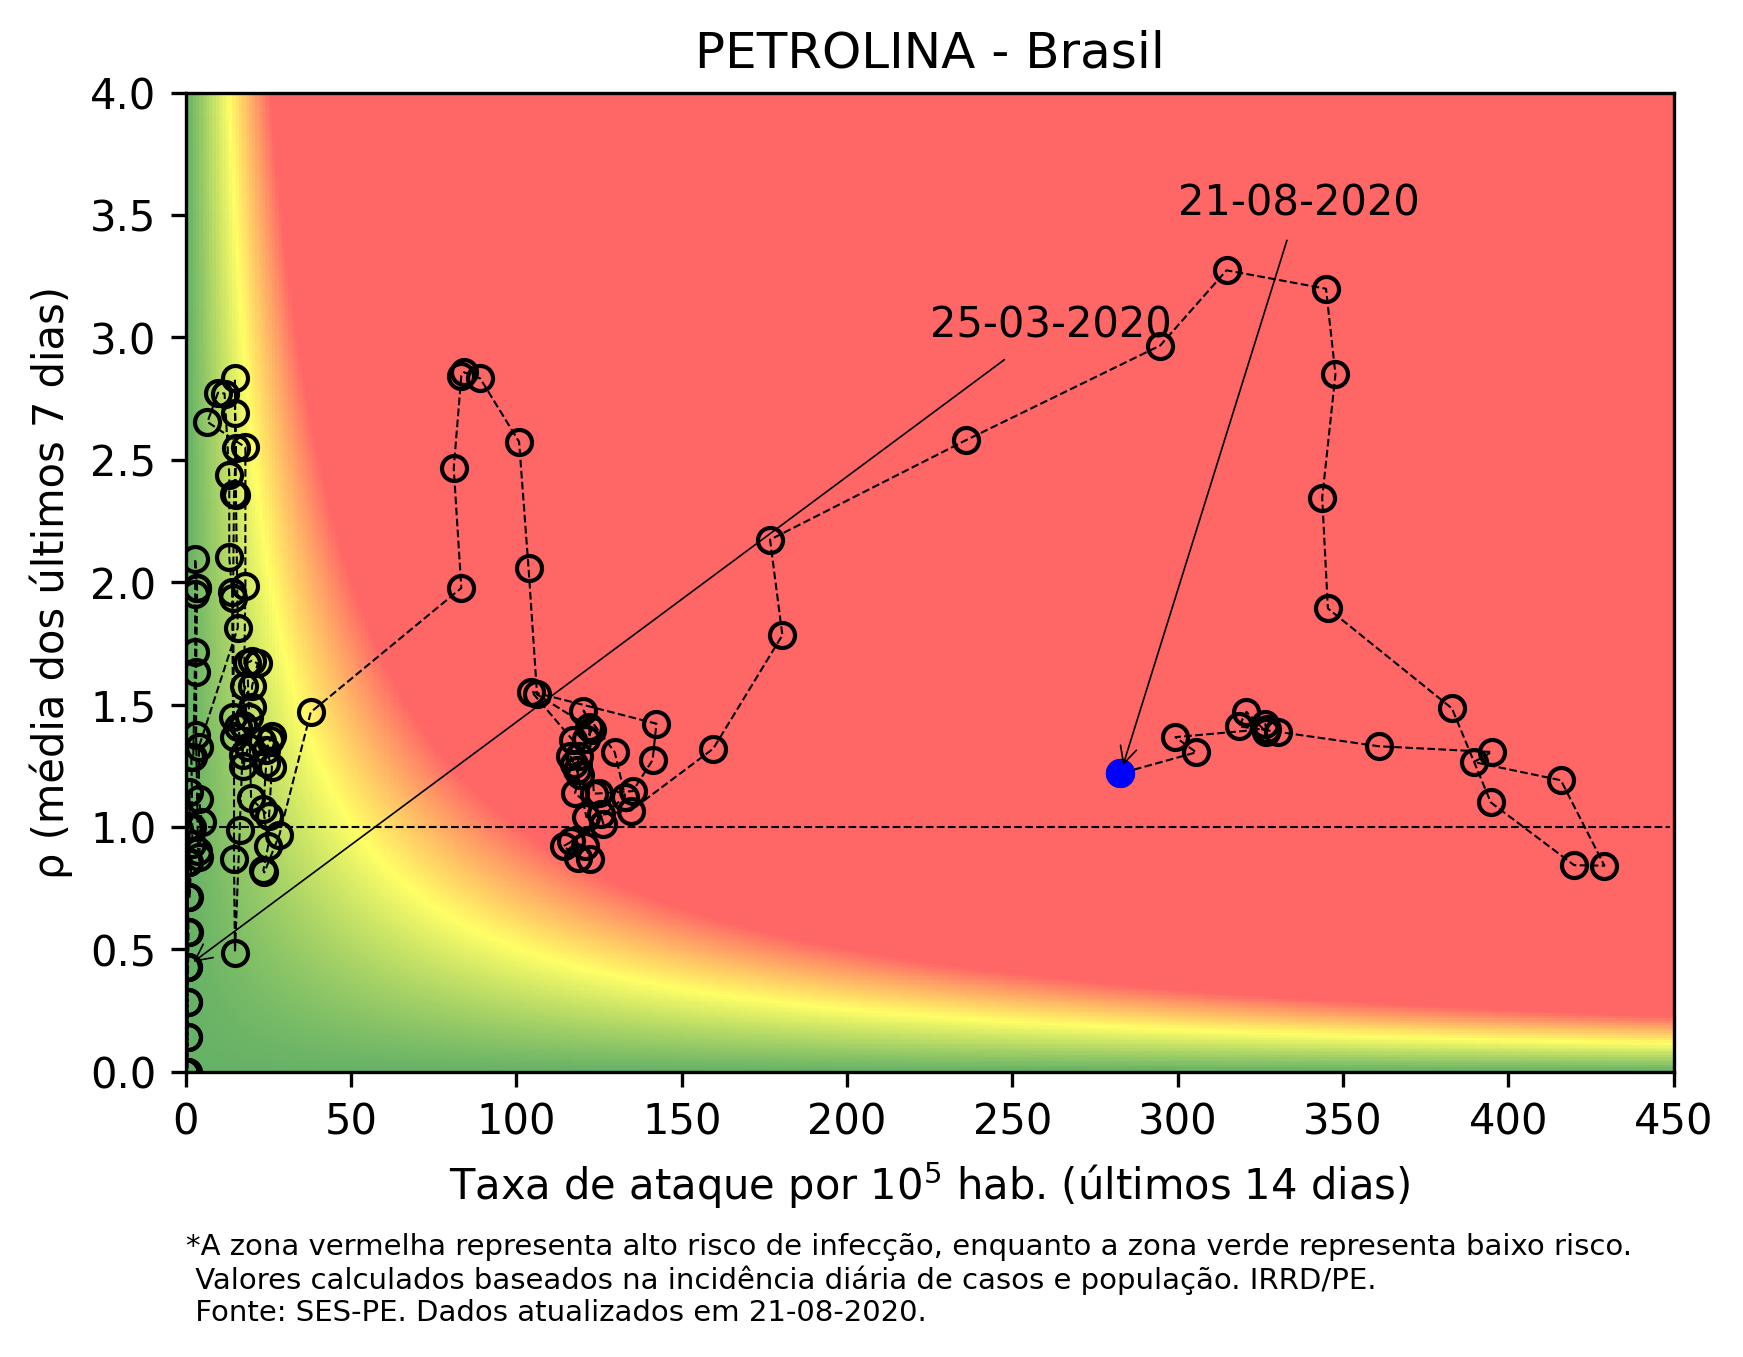 PETROLINA - Brasil
4.0
3.5
3.0
2.5
2.0
1.5
1.0
0.5
0.0
ρ (média dos últimos 7 dias)
21-08-2020
25-03-2020
0 50 100 150 200 250 300 350 400 450
Taxa de ataque por 10⁵ hab. (últimos 14 dias)
*A zona vermelha representa alto risco de infecção, enquanto a zona verde representa baixo risco.
Valores calculados baseados na incidência diária de casos e população. IRRD/PE.
Fonte: SES-PE. Dados atualizados em 21-08-2020.